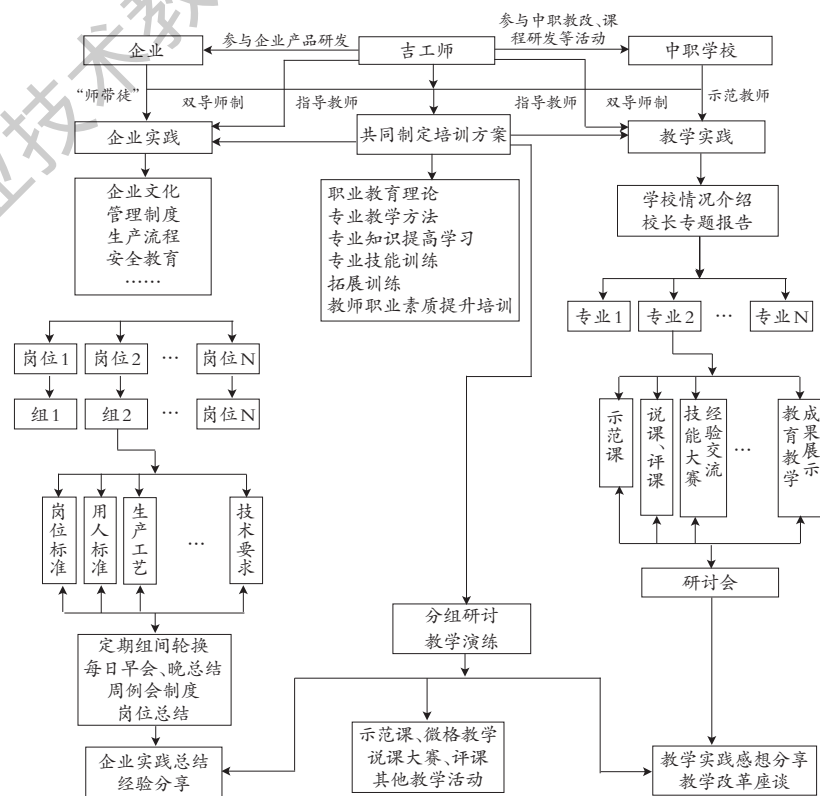 业技术教
参与中职教改、课
程研发等活动
企业
参与企业产品研发
吉工师
中职学校
“师带徒”
双导师制
指导教师
指导教师
双导师制
示范教师
企业实践
共同制定培训方案
教学实践
企业文化
管理制度
生产流程
安全教育
……
职业教育理论
专业教学方法
专业知识提高学习
专业技能训练
拓展训练
教师职业素质提升培训
学校情况介绍
校长专题报告
专业1
专业2
…
专业N
岗位1
岗位2
…
岗位N
组1
组2
…
岗位N
示范课
说课、评课
技能大赛
经验交流
…
教育教学
成果展示
岗位标准
用人标准
生产工艺
…
技术要求
研讨会
分组研讨
教学演练
定期组间轮换
每日早会、晚总结
周例会制度
岗位总结
示范课、微格教学
说课大赛、评课
其他教学活动
企业实践总结
经验分享
教学实践感想分享
教学改革座谈